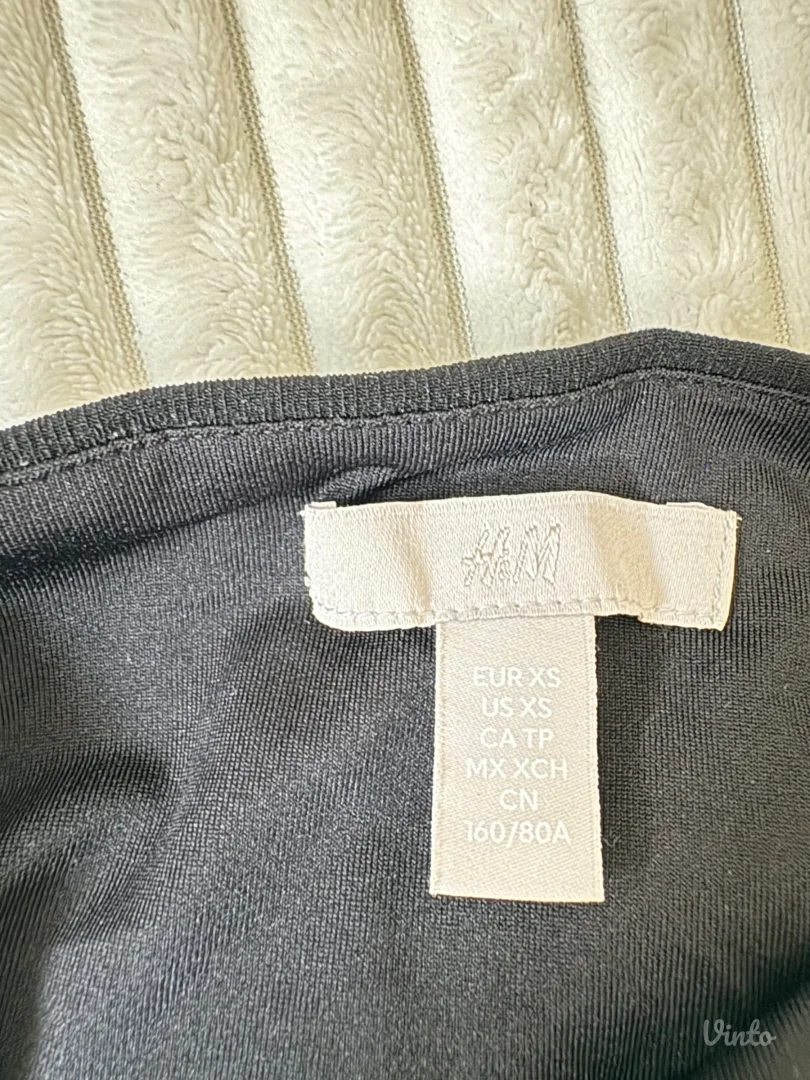 H&M
EUR XS
US XS
CA TP
MX XCH
CN
160/80A
Vinto